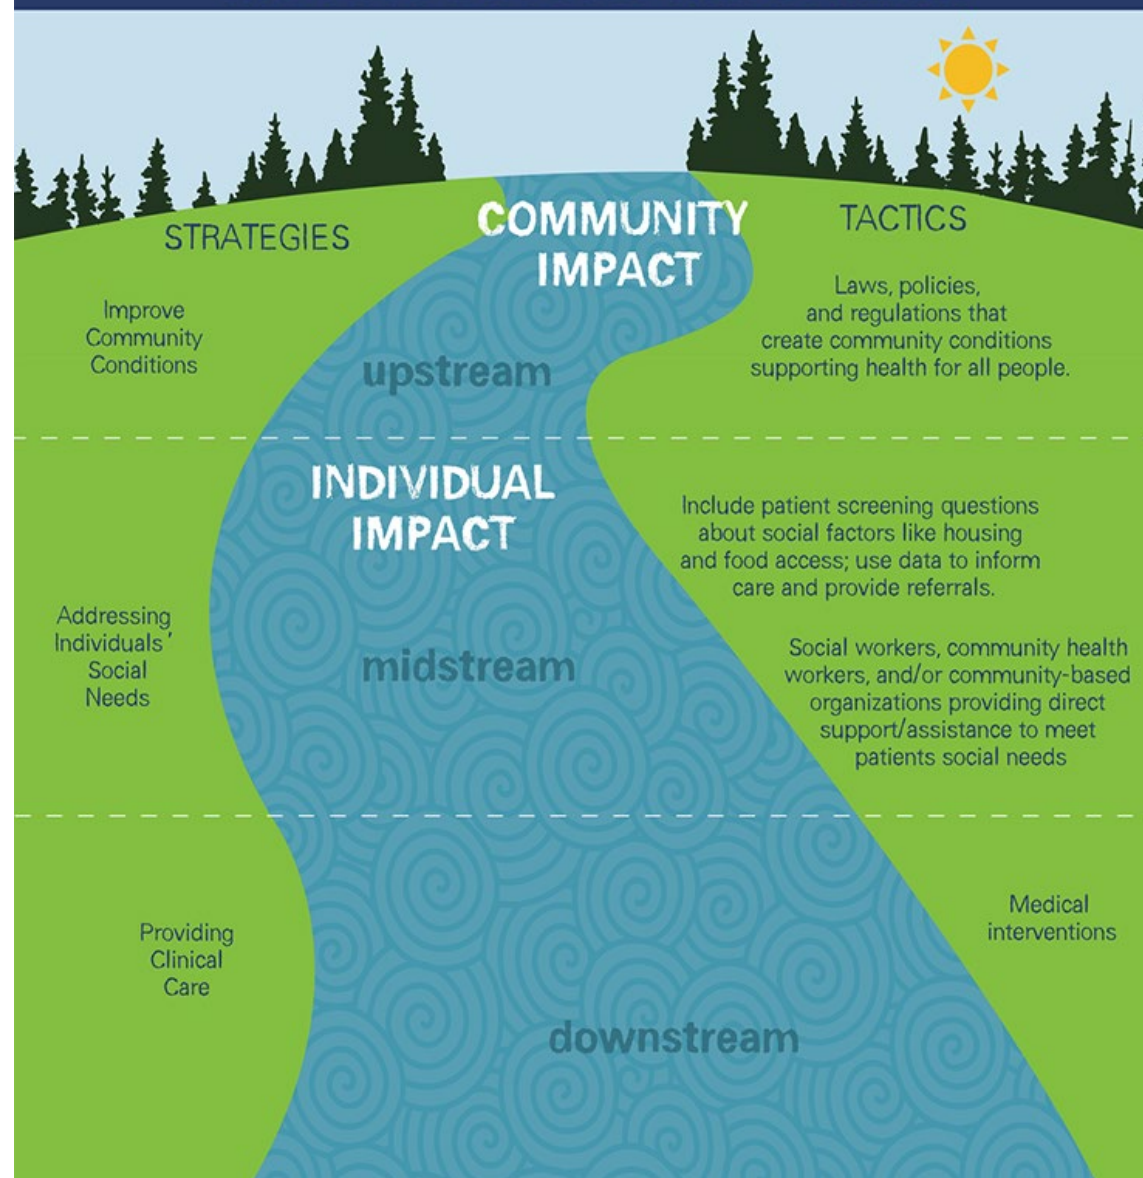 STRATEGIES
COMMUNITY
IMPACT
TACTICS
Improve
Community
Conditions
upstream
Laws, policies,
and regulations that
create community conditions
supporting health for all people.
INDIVIDUAL
IMPACT
Addressing
Individuals'
Social
Needs
midstream
Include patient screening questions
about social factors like housing
and food access; use data to inform
care and provide referrals.
Social workers, community health
workers, and/or community-based
organizations providing direct
support/assistance to meet
patients social needs
Providing
Clinical
Care
downstream
Medical
interventions